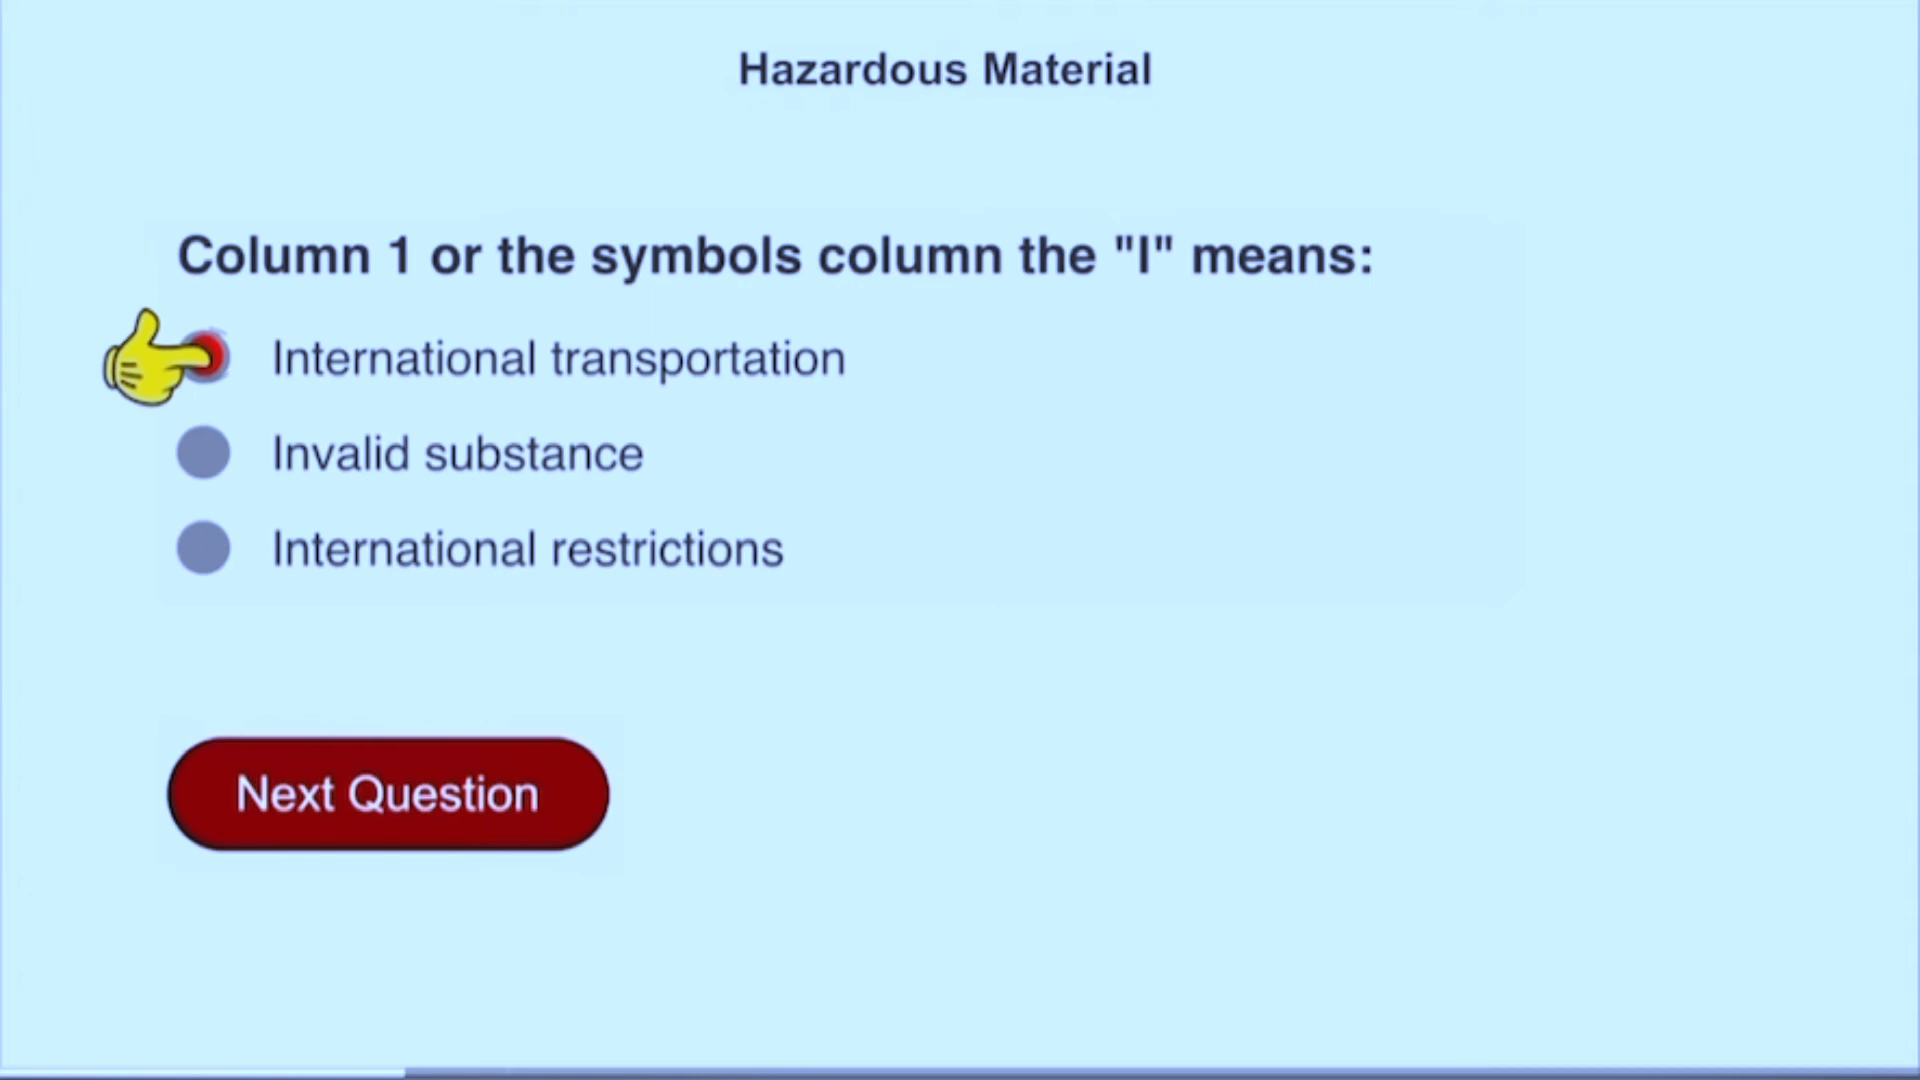 Hazardous Material
Column 1 or the symbols column the "I" means:
International transportation
Invalid substance
International restrictions
Next Question